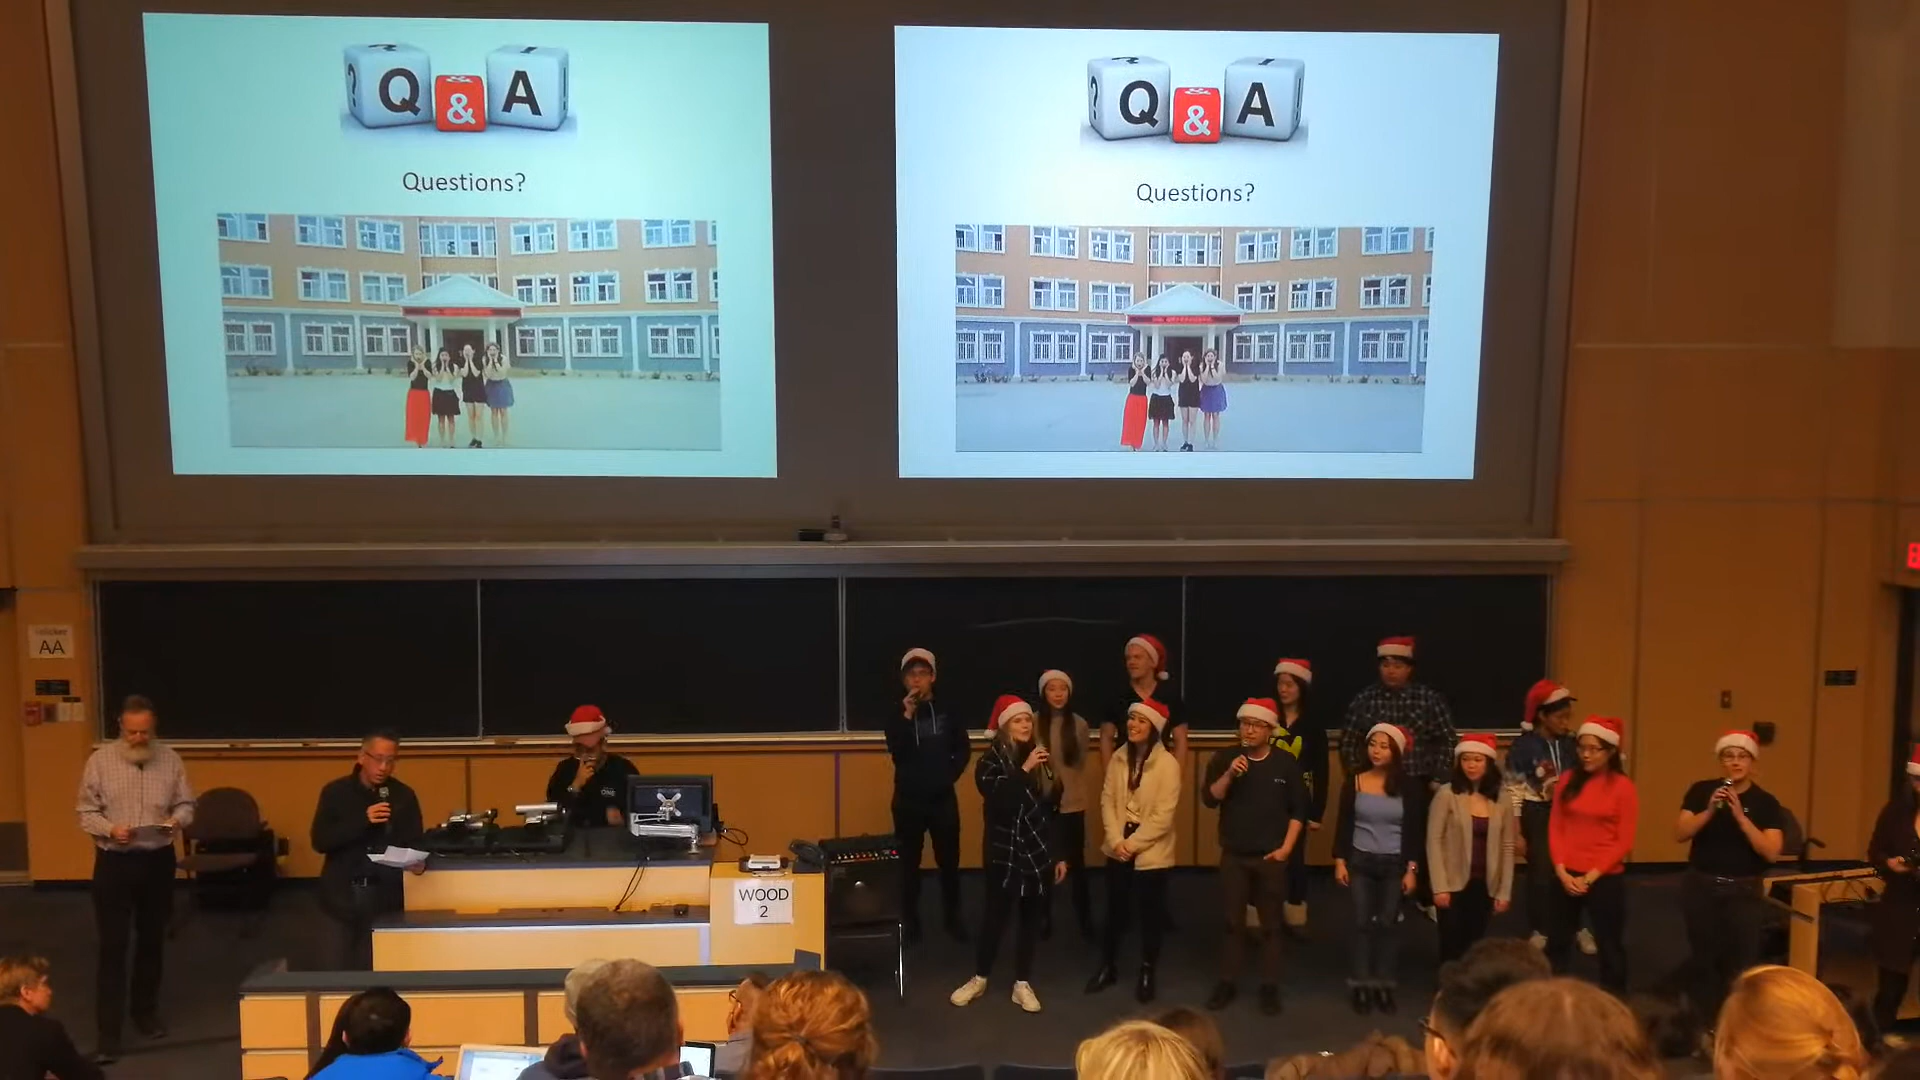 Q & A
Questions?
Q & A
Questions?
AA
WOOD
2